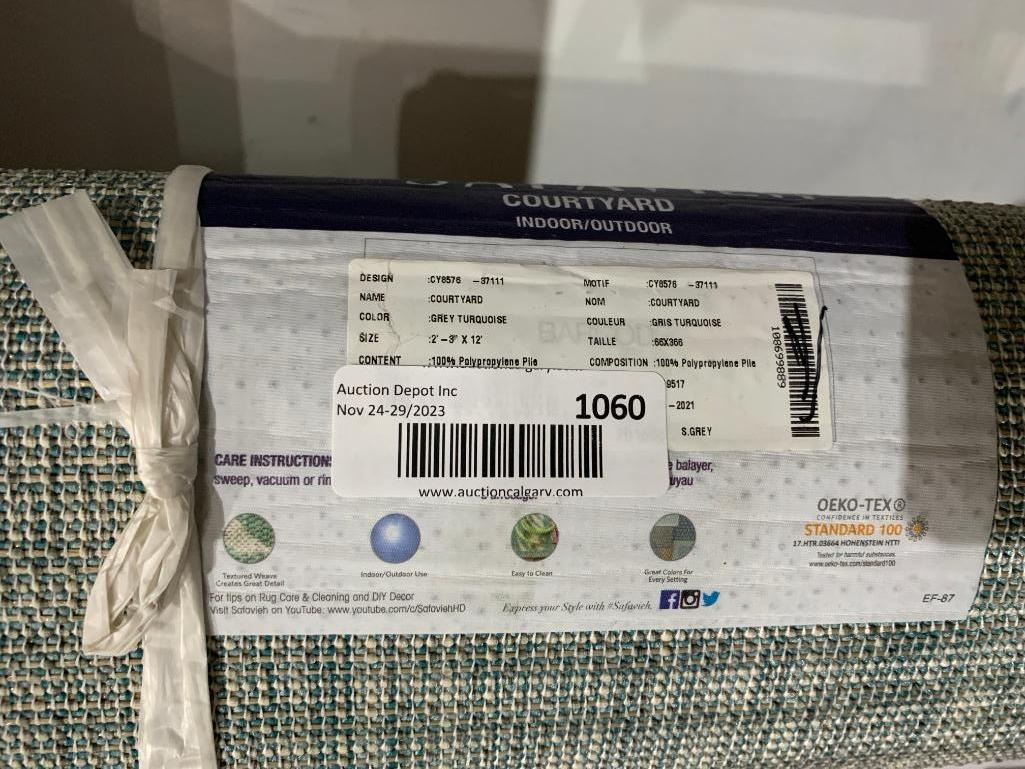 COURTYARD
INDOOR/OUTDOOR
DESIGN :CY8576 -37111 MOTIF :CY8576 -37111
NAME :COURTYARD NOM :COURTYARD
COLOR :GREY TURQUOISE COULEUR :GRIS TURQUOISE
SIZE :2'-3" X 12' TAILLE :66X366
CONTENT :100% Polypropylene Pile COMPOSITION :100% Polypropylene Pile
9517
-2021
S.GREY
108699889
Auction Depot Inc
Nov 24-29/2023 1060
www.auctioncalgary.com
CARE INSTRUCTIONS
sweep, vacuum or rin
balayer,
uyau
OEKO-TEX®
CONFIDENCE IN TEXTILES
STANDARD 100
17.HTR.03664 HOHENSTEIN HTTI
Tested for harmful substances.
www.oeko-tex.com/standard100
Textured Weave
Creates Great Detail
Indoor/Outdoor Use
Easy to Clean
Great Colors For
Every Setting
For tips on Rug Care & Cleaning and DIY Decor
Visit Safavieh on YouTube: www.youtube.com/c/SafaviehHD
Express your Style with #Safavieh.
EF-87